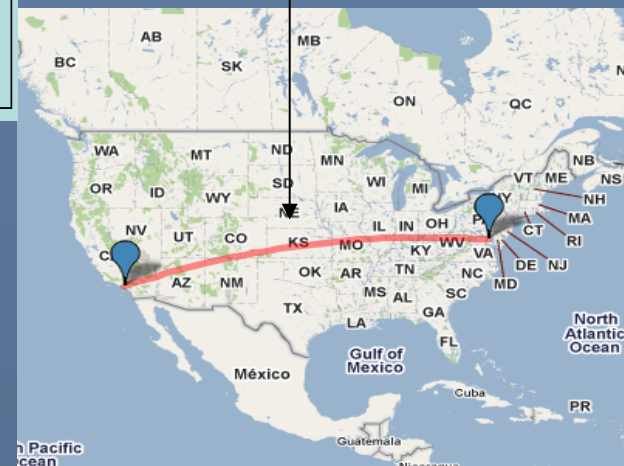 AB
MB
BC
SK
ON
QC
NB
NS
WA
MT
ND
MN
VT
ME
OR
ID
SD
WI
MI
NH
WY
NE
IA
PA
MA
NV
UT
CO
KS
MO
IL
IN
OH
WV
CT
RI
KY
VA
DE
NJ
AZ
NM
OK
AR
TN
NC
MD
MS
AL
SC
GA
TX
LA
FL
North
Atlantic
Ocean
Gulf of
Mexico
México
Cuba
PR
Guatemala
Pacific